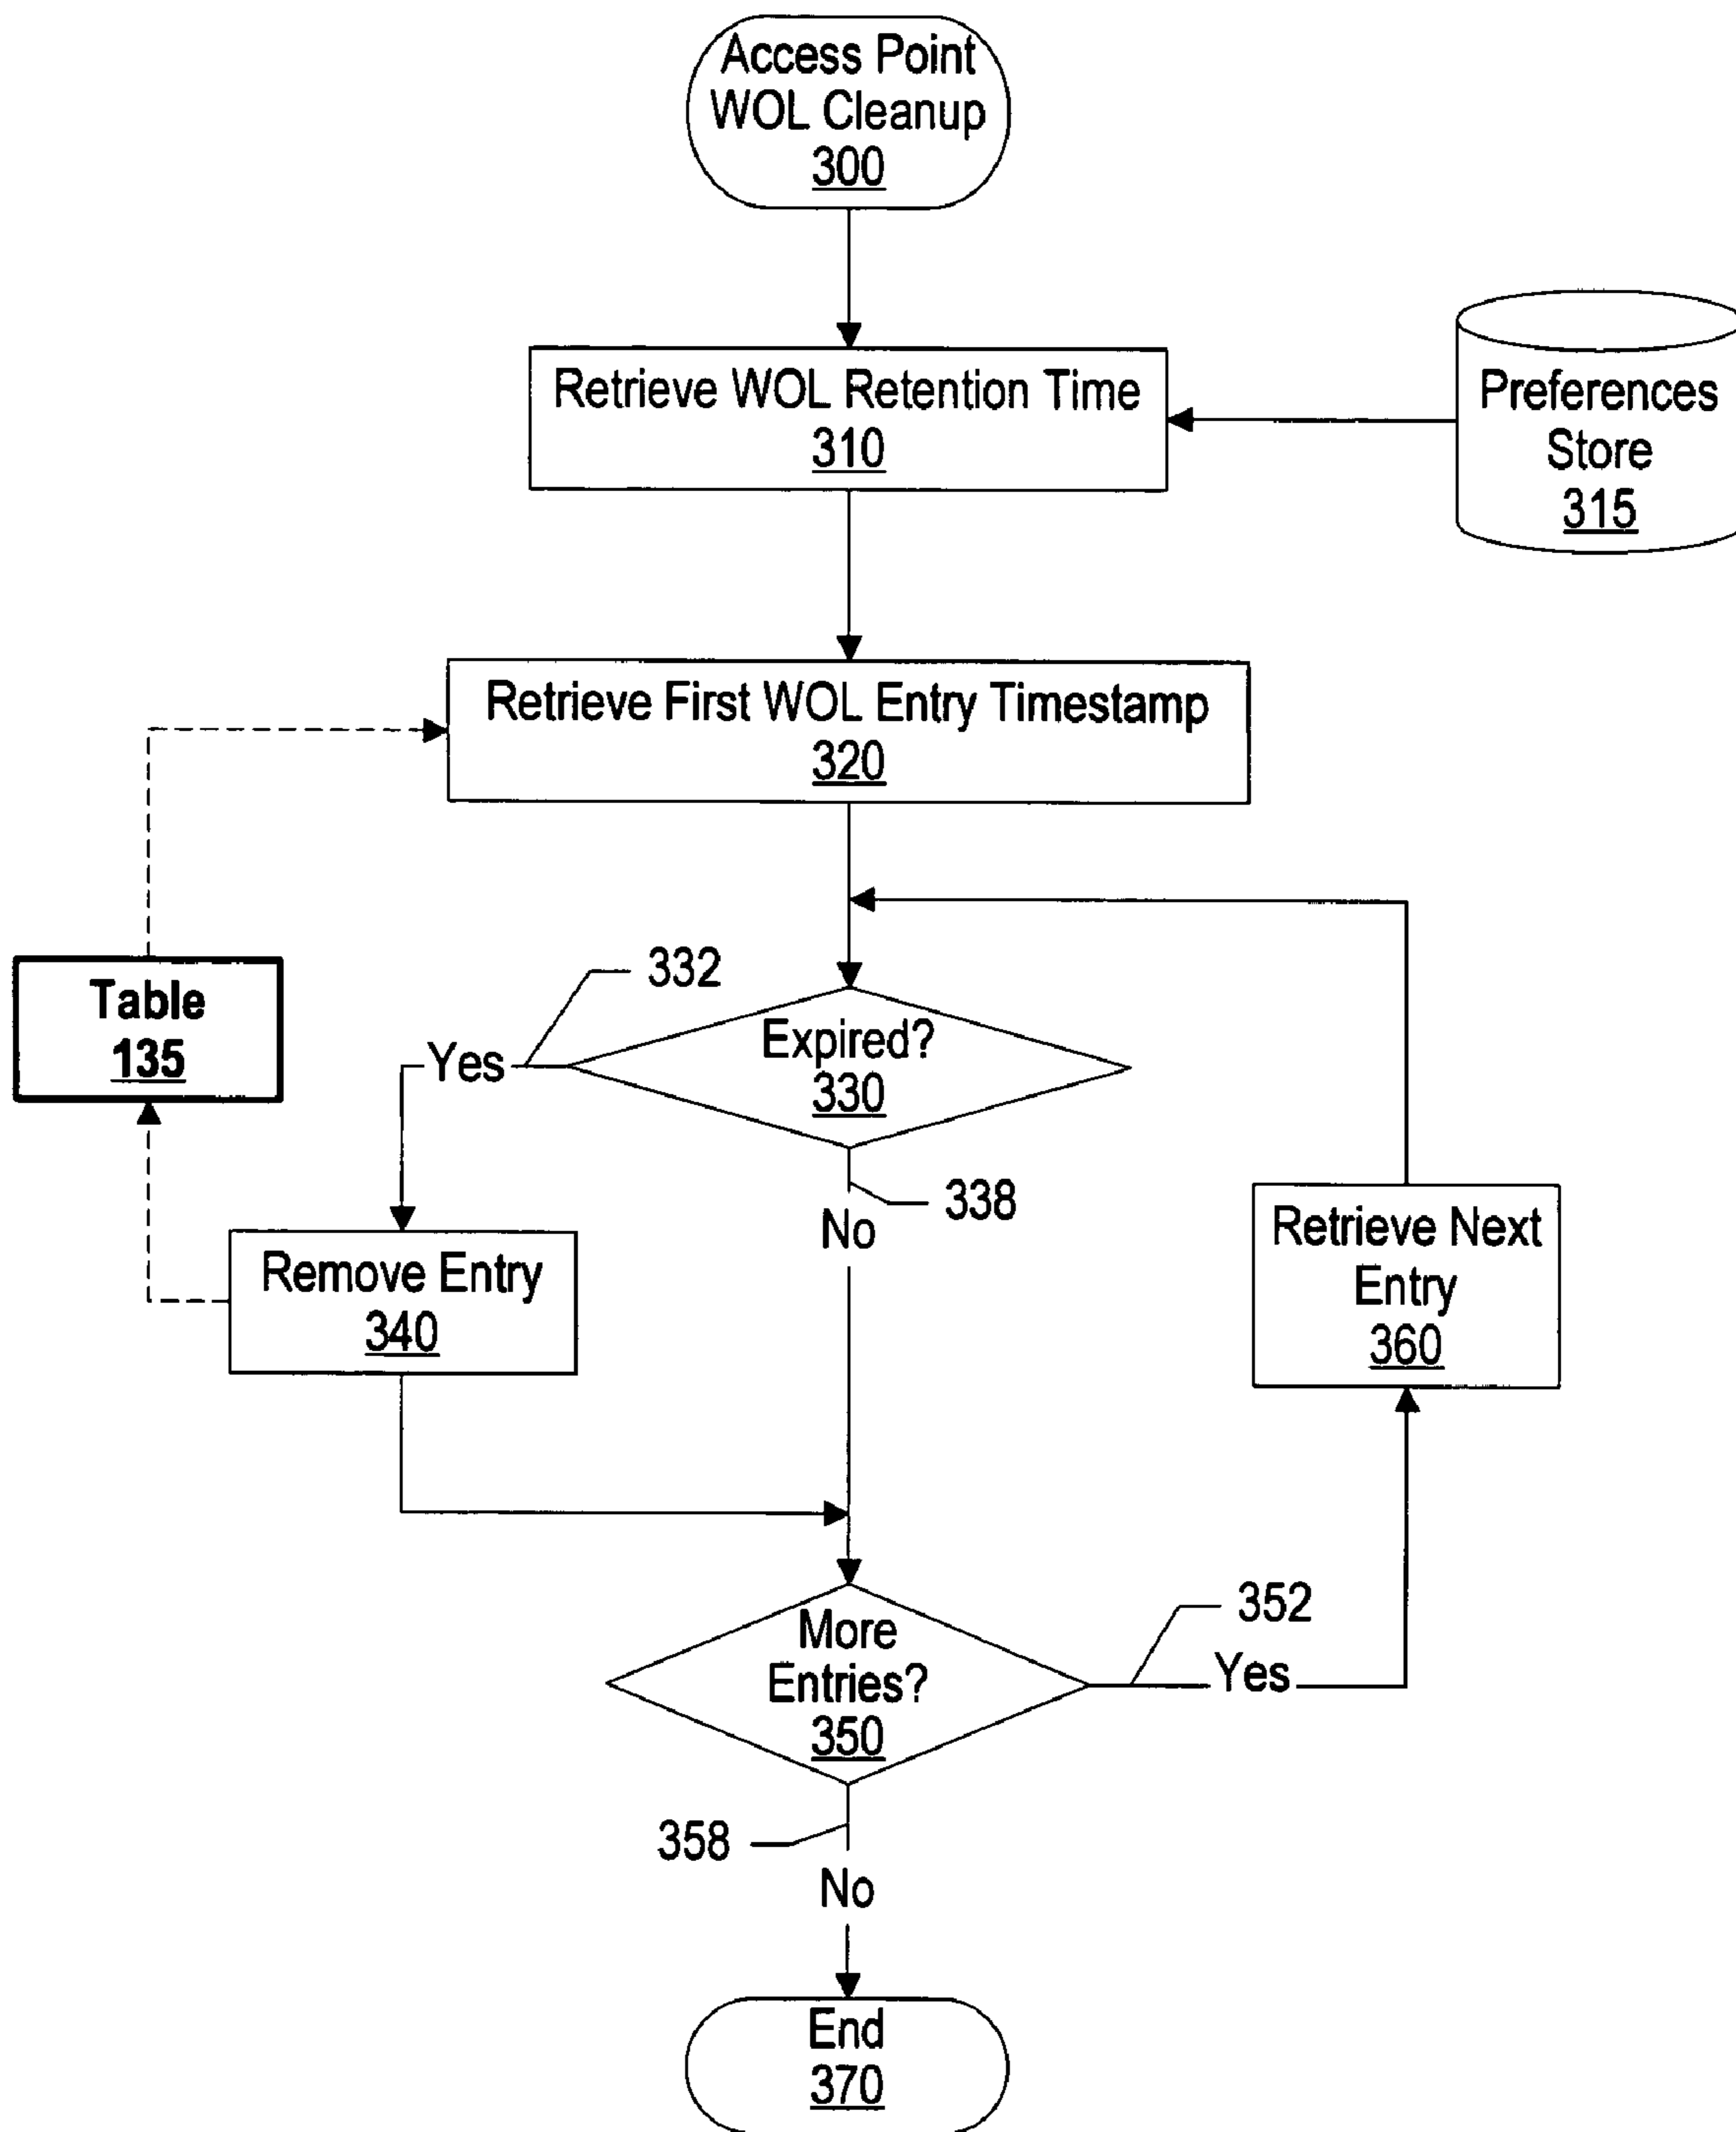 Access Point
WOL Cleanup
300
Retrieve WOL Retention Time
310
Preferences
Store
315
Retrieve First WOL Entry Timestamp
320
Table
135
332
Yes
Expired?
330
338
No
Remove Entry
340
Retrieve Next
Entry
360
More
Entries?
350
352
Yes
358
No
End
370